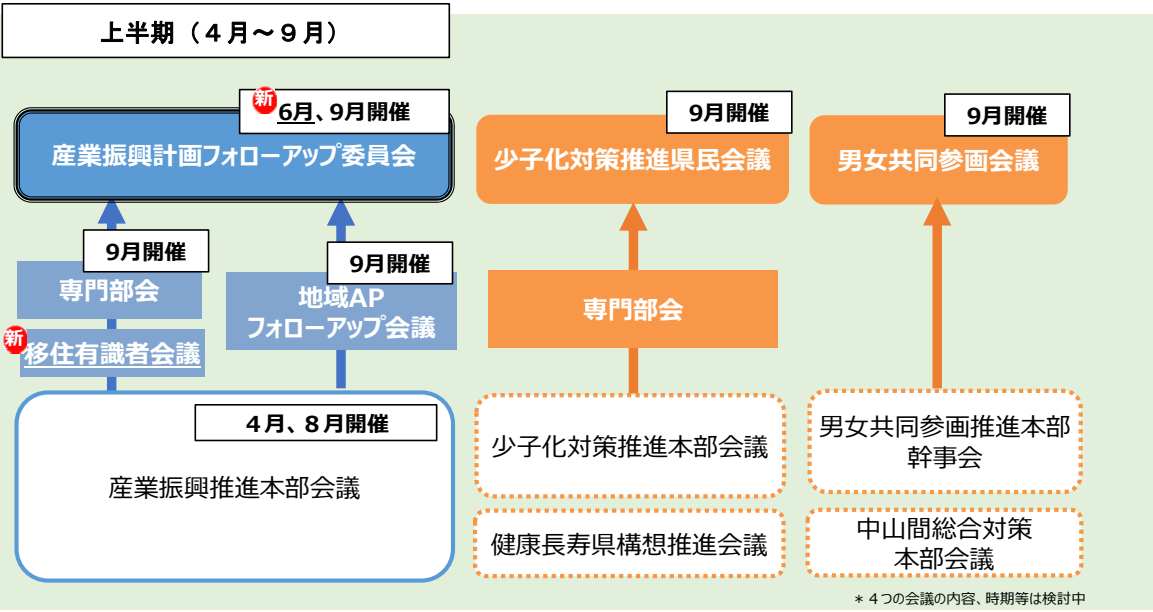 上半期（４月～９月）
新
6月、9月開催
産業振興計画フォローアップ委員会
9月開催
専門部会
新
移住有識者会議
9月開催
地域AP
フォローアップ会議
４月、８月開催
産業振興推進本部会議
9月開催
少子化対策推進県民会議
専門部会
少子化対策推進本部会議
健康長寿県構想推進会議
9月開催
男女共同参画会議
男女共同参画推進本部
幹事会
中山間総合対策
本部会議
＊４つの会議の内容、時期等は検討中